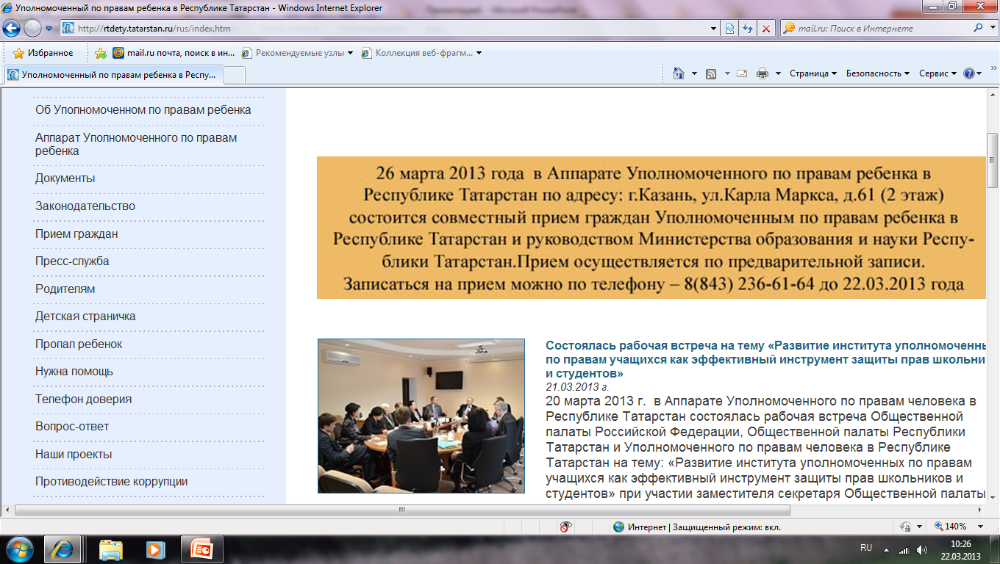 Уполномоченный по правам ребенка в Республике Татарстан - Windows Internet Explorer
http://rtdety.tatarstan.ru/rus/index.htm
mail.ru: Поиск в Интернете
Избранное
mail.ru почта, поиск в ин...
Рекомендуемые узлы
Коллекция веб-фрагм...
Уполномоченный по правам ребенка в Респу...
Страница
Безопасность
Сервис
Об Уполномоченном по правам ребенка
Аппарат Уполномоченного по правам
ребенка
Документы
Законодательство
Прием граждан
Пресс-служба
Родителям
Детская страничка
Пропал ребенок
Нужна помощь
Телефон доверия
Вопрос-ответ
Наши проекты
Противодействие коррупции
26 марта 2013 года в Аппарате Уполномоченного по правам ребенка в
Республике Татарстан по адресу: г.Казань, ул.Карла Маркса, д.61 (2 этаж)
состоится совместный прием граждан Уполномоченным по правам ребенка в
Республике Татарстан и руководством Министерства образования и науки Респу-
блики Татарстан.Прием осуществляется по предварительной записи.
Записаться на прием можно по телефону – 8(843) 236-61-64 до 22.03.2013 года
Состоялась рабочая встреча на тему «Развитие института уполномоченны
по правам учащихся как эффективный инструмент защиты прав школьни
и студентов»
21.03.2013 г.
20 марта 2013 г. в Аппарате Уполномоченного по правам человека в
Республике Татарстан состоялась рабочая встреча Общественной
палаты Российской Федерации, Общественной палаты Республики
Татарстан и Уполномоченного по правам человека в Республике
Татарстан на тему: «Развитие института уполномоченных по правам
учащихся как эффективный инструмент защиты прав школьников и
студентов» при участии заместителя секретаря Общественной палаты
Интернет | Защищенный режим: вкл.
140%
RU
10:26
22.03.2013